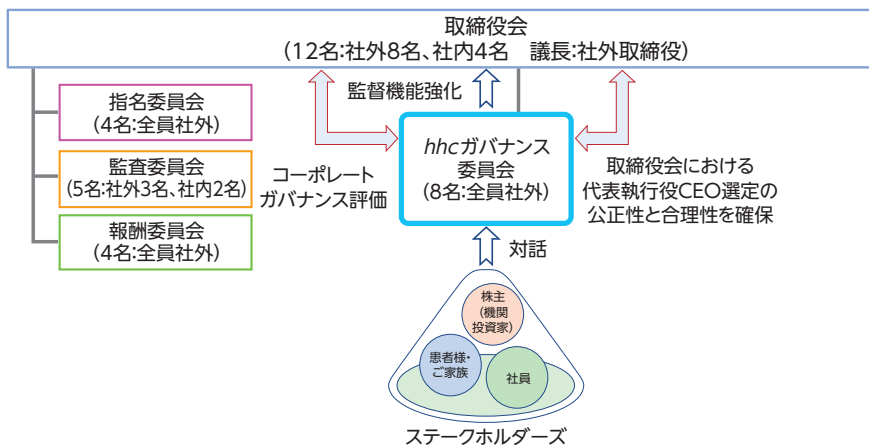 取締役会
(12名:社外8名、社内4名　議長:社外取締役)
監督機能強化
指名委員会
(4名:全員社外)
監査委員会
(5名:社外3名、社内2名)
報酬委員会
(4名:全員社外)
コーポレート
ガバナンス評価
hhcガバナンス
委員会
(8名:全員社外)
取締役会における
代表執行役CEO選定の
公正性と合理性を確保
対話
株主
(機関
投資家)
患者様・
ご家族
社員
ステークホルダーズ